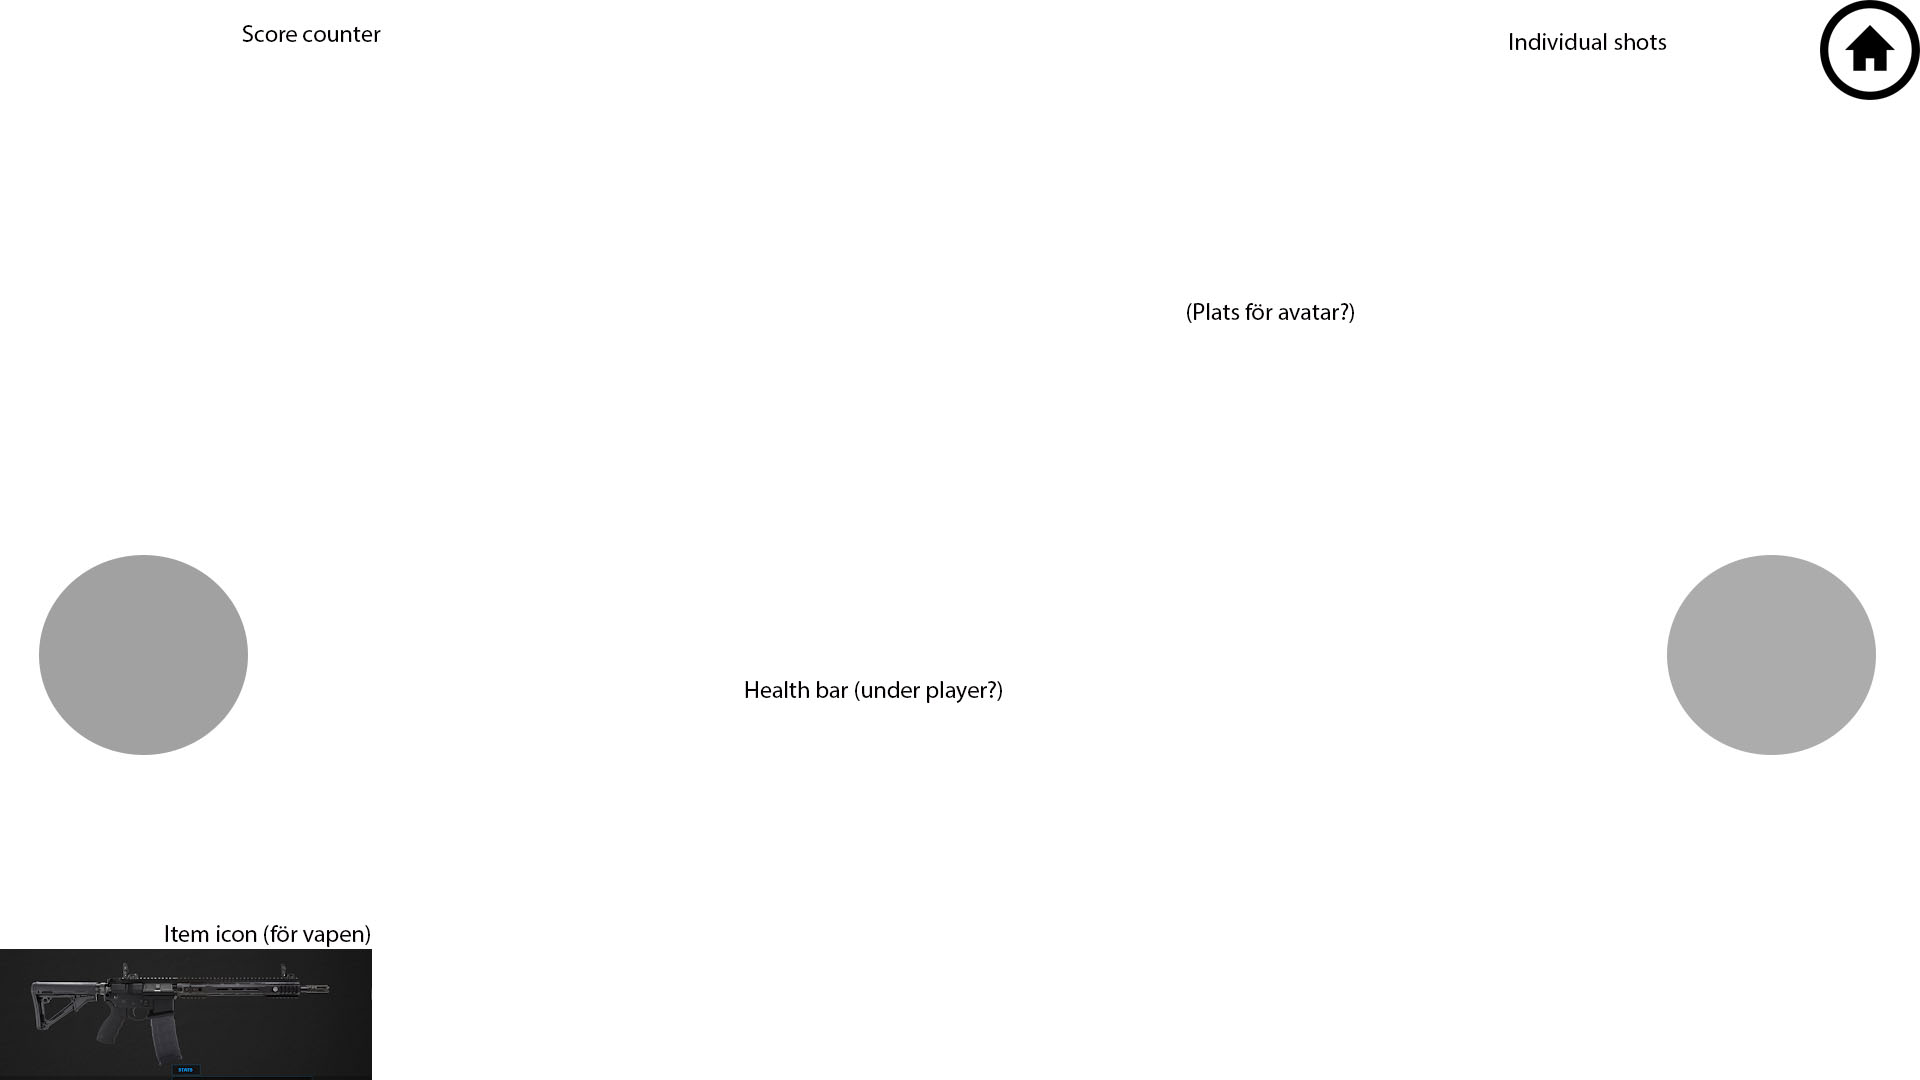 Score counter
Individual shots
(Plats för avatar?)
Health bar (under player?)
Item icon (för vapen)
STATS